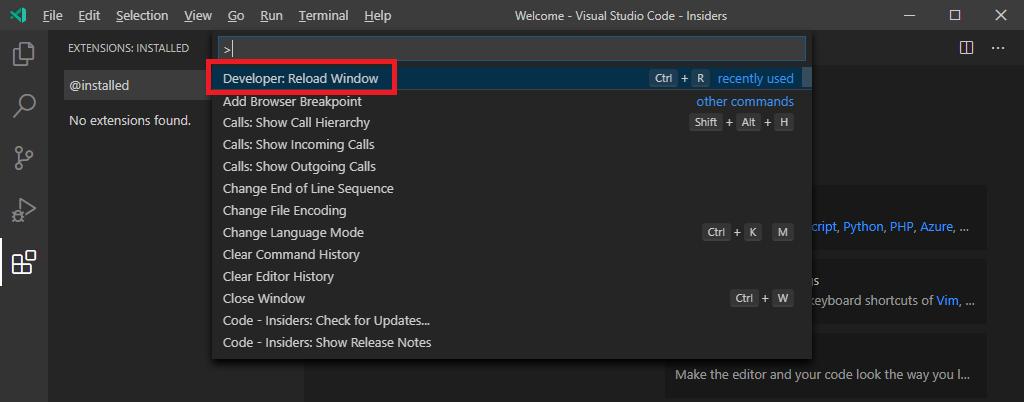 File Edit Selection View Go Run Terminal Help Welcome - Visual Studio Code - Insiders
EXTENSIONS: INSTALLED
@installed
No extensions found.
>
Developer: Reload Window Ctrl + R recently used
Add Browser Breakpoint other commands
Calls: Show Call Hierarchy Shift + Alt + H
Calls: Show Incoming Calls
Calls: Show Outgoing Calls
Change End of Line Sequence
Change File Encoding
Change Language Mode Ctrl + K M
Clear Command History
Clear Editor History
Close Window Ctrl + W
Code - Insiders: Check for Updates...
Code - Insiders: Show Release Notes
cript, Python, PHP, Azure, ...
gs
keyboard shortcuts of Vim, ...
Make the editor and your code look the way you l...